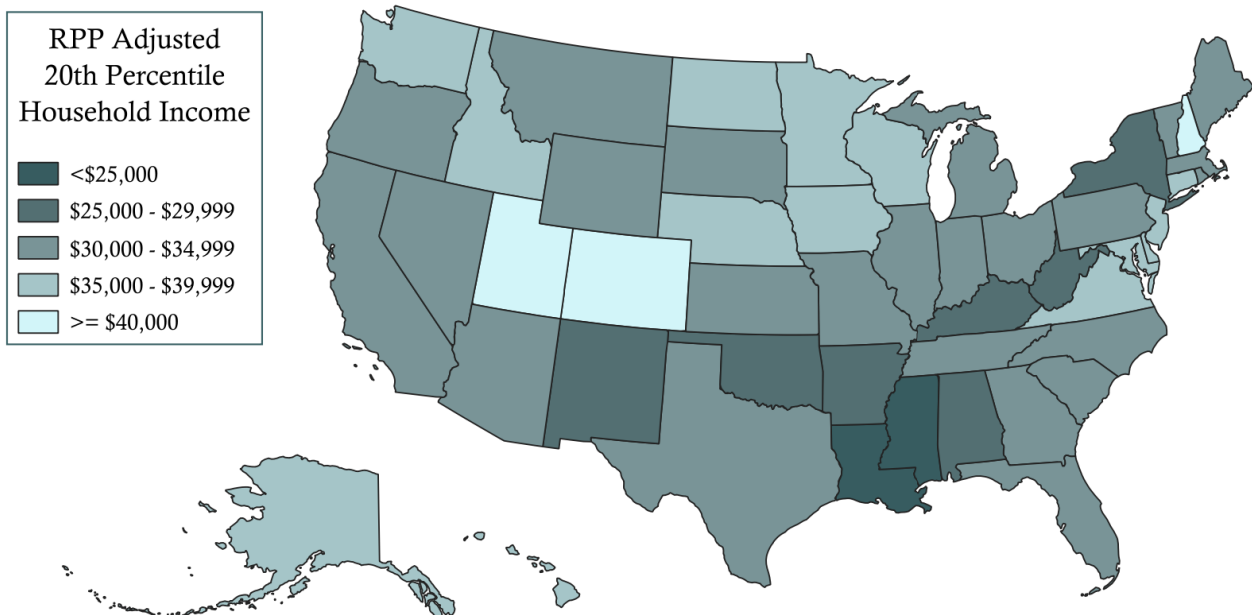 RPP Adjusted
20th Percentile
Household Income
<$25,000
$25,000 - $29,999
$30,000 - $34,999
$35,000 - $39,999
>= $40,000